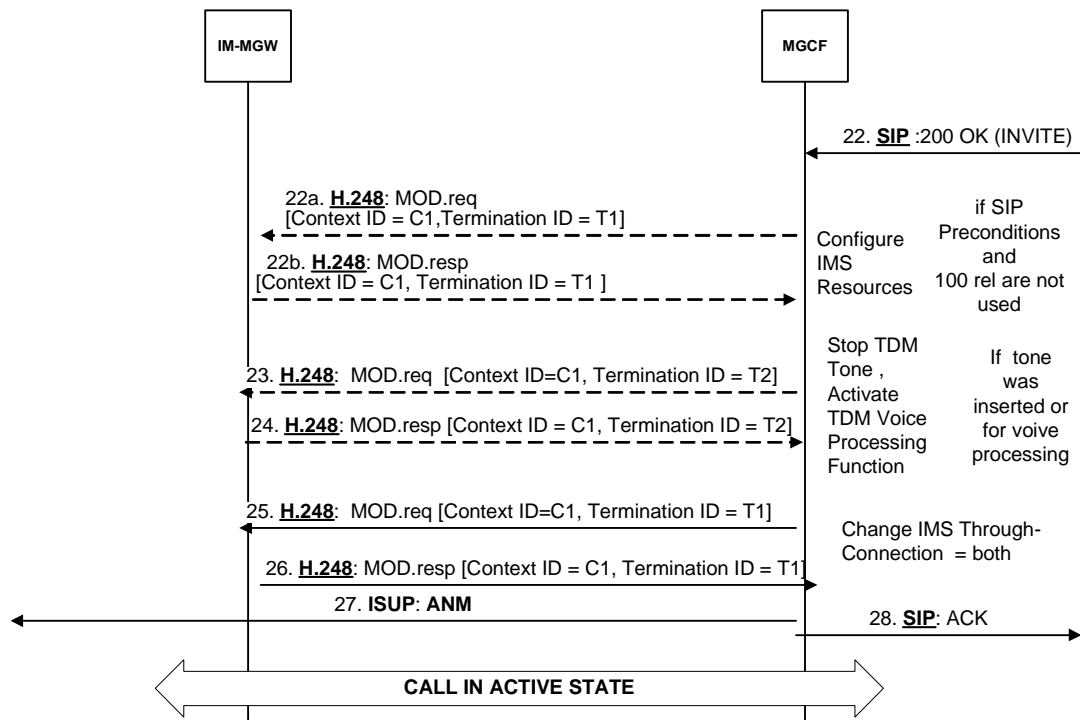 IM-MGW
MGCF
22. SIP :200 OK (INVITE)
22a. H.248: MOD.req
[Context ID = C1,Termination ID = T1]
22b. H.248: MOD.resp
[Context ID = C1, Termination ID = T1 ]
Configure
IMS
Resources
if SIP
Preconditions
and
100 rel are not
used
23. H.248:  MOD.req  [Context ID=C1, Termination ID = T2]
24. H.248: MOD.resp [Context ID = C1, Termination ID = T2]
Stop TDM
Tone ,
Activate
TDM Voice
Processing
Function
If  tone
was
inserted or
for voive
processing
25. H.248:  MOD.req [Context ID=C1, Termination ID = T1]
26. H.248: MOD.resp [Context ID = C1, Termination ID = T1]
Change IMS Through-
Connection  = both
27. ISUP: ANM
28. SIP: ACK
CALL IN ACTIVE STATE